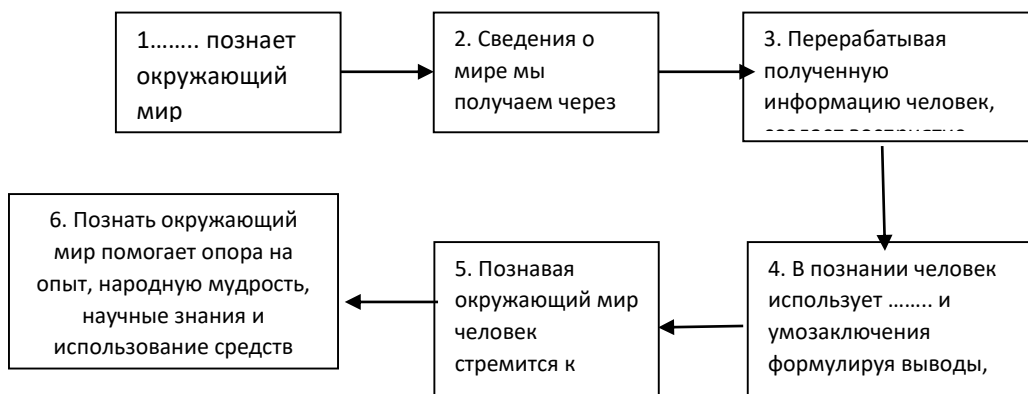 1…….. познает
окружающий
мир
2. Сведения о
мире мы
получаем через
3. Перерабатывая
полученную
информацию человек,
создает восприятие
4. В познании человек
использует …….. и
умозаключения
формулируя выводы,
5. Познавая
окружающий мир
человек
стремится к
6. Познать окружающий
мир помогает опора на
опыт, народную мудрость,
научные знания и
использование средств